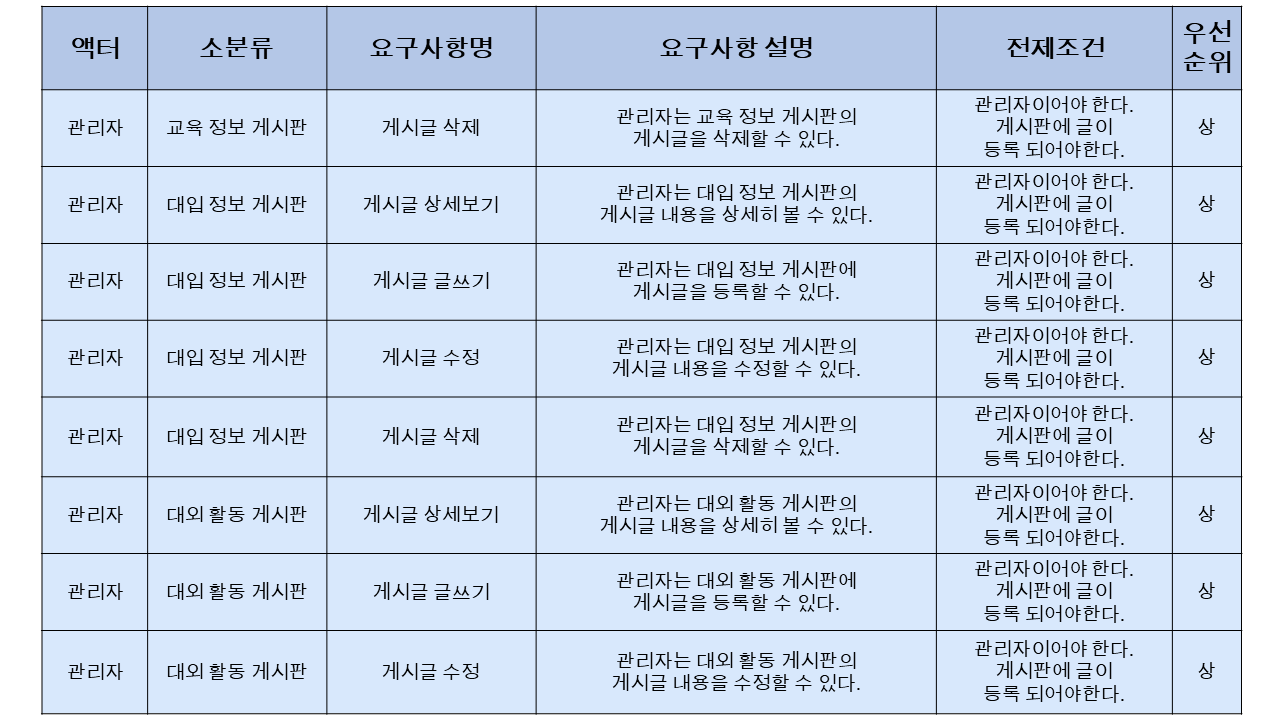 액터 소분류 요구사항명 요구사항 설명 전제조건 우선
순위
관리자 교육 정보 게시판 게시글 삭제 관리자는 교육 정보 게시판의
게시글을 삭제할 수 있다. 관리자이어야 한다.
게시판에 글이
등록 되어야한다. 상
관리자 대입 정보 게시판 게시글 상세보기 관리자는 대입 정보 게시판의
게시글 내용을 상세히 볼 수 있다. 관리자이어야 한다.
게시판에 글이
등록 되어야한다. 상
관리자 대입 정보 게시판 게시글 글쓰기 관리자는 대입 정보 게시판에
게시글을 등록할 수 있다. 관리자이어야 한다.
게시판에 글이
등록 되어야한다. 상
관리자 대입 정보 게시판 게시글 수정 관리자는 대입 정보 게시판의
게시글 내용을 수정할 수 있다. 관리자이어야 한다.
게시판에 글이
등록 되어야한다. 상
관리자 대입 정보 게시판 게시글 삭제 관리자는 대입 정보 게시판의
게시글을 삭제할 수 있다. 관리자이어야 한다.
게시판에 글이
등록 되어야한다. 상
관리자 대외 활동 게시판 게시글 상세보기 관리자는 대외 활동 게시판의
게시글 내용을 상세히 볼 수 있다. 관리자이어야 한다.
게시판에 글이
등록 되어야한다. 상
관리자 대외 활동 게시판 게시글 글쓰기 관리자는 대외 활동 게시판에
게시글을 등록할 수 있다. 관리자이어야 한다.
게시판에 글이
등록 되어야한다. 상
관리자 대외 활동 게시판 게시글 수정 관리자는 대외 활동 게시판의
게시글 내용을 수정할 수 있다. 관리자이어야 한다.
게시판에 글이
등록 되어야한다. 상